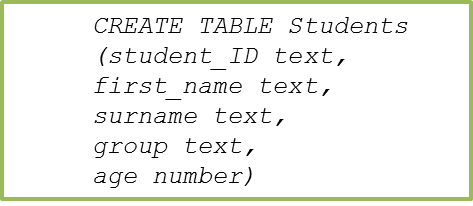 CREATE TABLE Students
(student_ID text,
first_name text,
surname text,
group text,
age number)